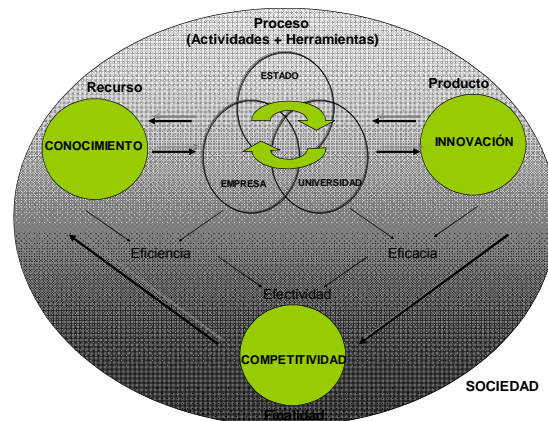 Proceso
(Actividades + Herramientas)
ESTADO
Recurso
Producto
CONOCIMIENTO
INNOVACIÓN
EMPRESA
UNIVERSIDAD
Eficiencia
Eficacia
Efectividad
COMPETITIVIDAD
SOCIEDAD
Finalidad